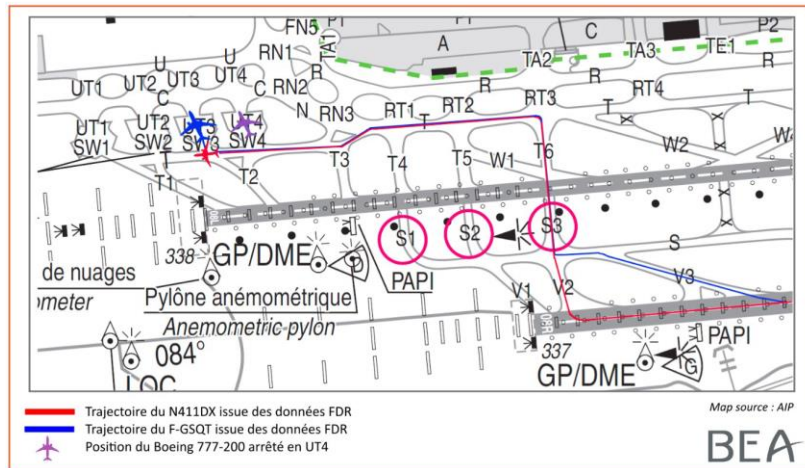 FN5
P1
P2
TA1
A
C
TA2
TA3
TE1
RN1
U
U
UT1
UT2
UT3
UT4
C
C
R
RN2
N
RN3
RT1
RT2
RT3
RT4
R
R
UT1
UT2
UT3
UT4
SW1
SW2
SW3
SW4
T
T
T
T1
T2
T3
T4
T5
T6
W1
W2
338
S1
S2
S3
S
de nuages
ometer
GP/DME
D
PAPI
Pylône anémométrique
Anemometric pylon
V1
V2
V3
084°
LOC
337
PAPI
GP/DME
G
Trajectoire du N411DX issue des données FDR
Trajectoire du F-GSQT issue des données FDR
Position du Boeing 777-200 arrêté en UT4
Map source : AIP
BEA